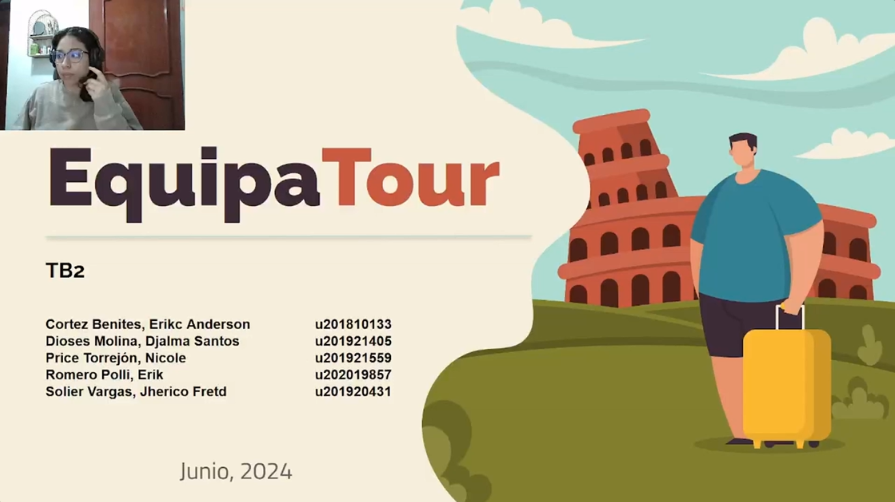 EquipaTour
TB2
Cortez Benites, Erikc Anderson u201810133
Dioses Molina, Djalma Santos u201921405
Price Torrejón, Nicole u201921559
Romero Polli, Erik u202019857
Solier Vargas, Jherico Fretd u201920431
Junio, 2024